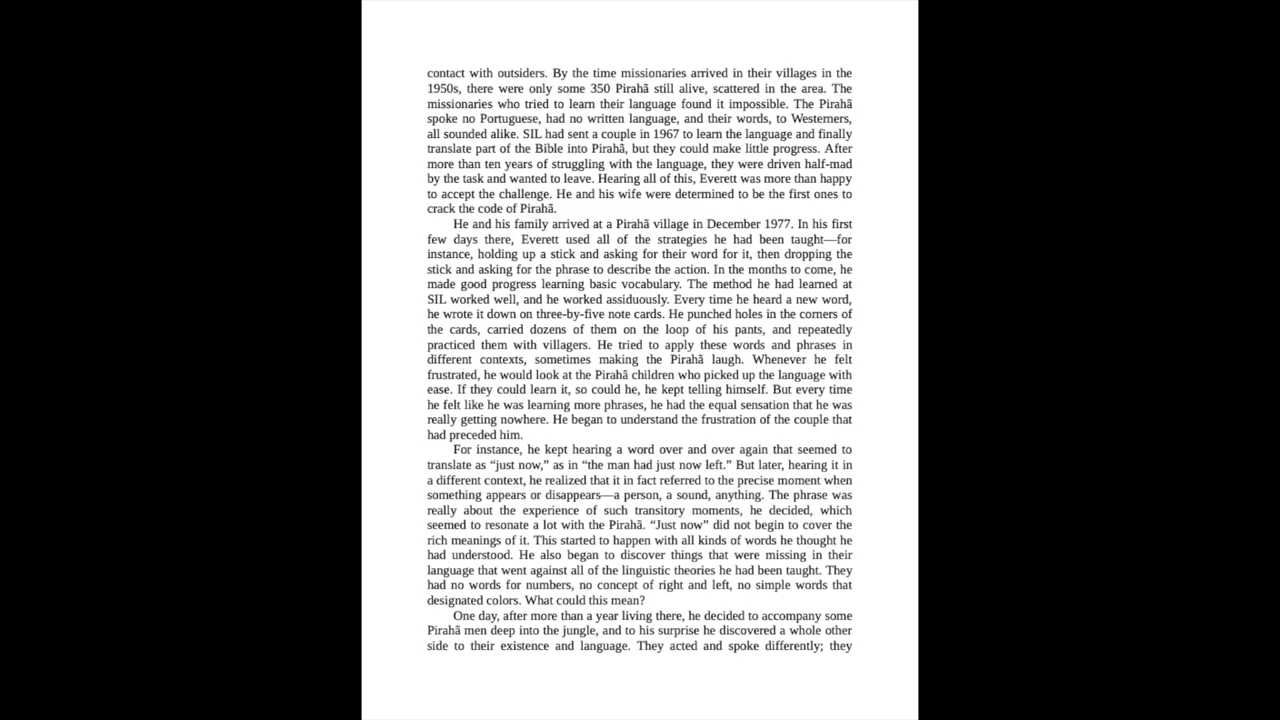 contact with outsiders. By the time missionaries arrived in their villages in the
1950s, there were only some 350 Pirahã still alive, scattered in the area. The
missionaries who tried to learn their language found it impossible. The Pirahã
spoke no Portuguese, had no written language, and their words, to Westerners,
all sounded alike. SIL had sent a couple in 1967 to learn the language and finally
translate part of the Bible into Pirahã, but they could make little progress. After
more than ten years of struggling with the language, they were driven half-mad
by the task and wanted to leave. Hearing all of this, Everett was more than happy
to accept the challenge. He and his wife were determined to be the first ones to
crack the code of Pirahã.
He and his family arrived at a Pirahã village in December 1977. In his first
few days there, Everett used all of the strategies he had been taught—for
instance, holding up a stick and asking for their word for it, then dropping the
stick and asking for the phrase to describe the action. In the months to come, he
made good progress learning basic vocabulary. The method he had learned at
SIL worked well, and he worked assiduously. Every time he heard a new word,
he wrote it down on three-by-five note cards. He punched holes in the corners of
the cards, carried dozens of them on the loop of his pants, and repeatedly
practiced them with villagers. He tried to apply these words and phrases in
different contexts, sometimes making the Pirahã laugh. Whenever he felt
frustrated, he would look at the Pirahã children who picked up the language with
ease. If they could learn it, so could he, he kept telling himself. But every time
he felt like he was learning more phrases, he had the equal sensation that he was
really getting nowhere. He began to understand the frustration of the couple that
had preceded him.
For instance, he kept hearing a word over and over again that seemed to
translate as “just now,” as in “the man had just now left.” But later, hearing it in
a different context, he realized that it in fact referred to the precise moment when
something appears or disappears—a person, a sound, anything. The phrase was
really about the experience of such transitory moments, he decided, which
seemed to resonate a lot with the Pirahã. “Just now” did not begin to cover the
rich meanings of it. This started to happen with all kinds of words he thought he
had understood. He also began to discover things that were missing in their
language that went against all of the linguistic theories he had been taught. They
had no words for numbers, no concept of right and left, no simple words that
designated colors. What could this mean?
One day, after more than a year living there, he decided to accompany some
Pirahã men deep into the jungle, and to his surprise he discovered a whole other
side to their existence and language. They acted and spoke differently; they